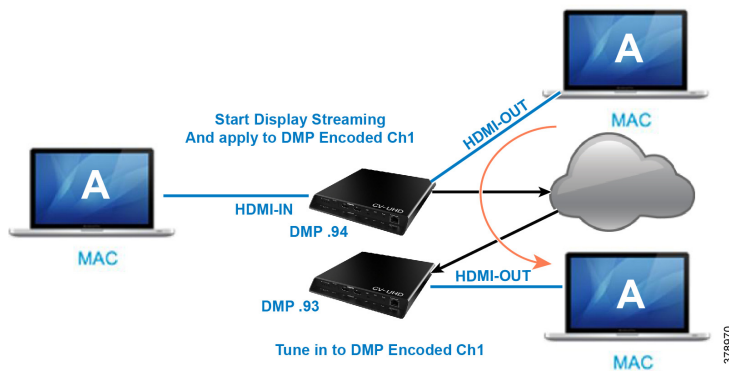 A
MAC
HDMI-OUT
Start Display Streaming
And apply to DMP Encoded Ch1
A
MAC
HDMI-IN
CV-UHD
DMP .94
CV-UHD
DMP .93
HDMI-OUT
A
MAC
Tune in to DMP Encoded Ch1
378970